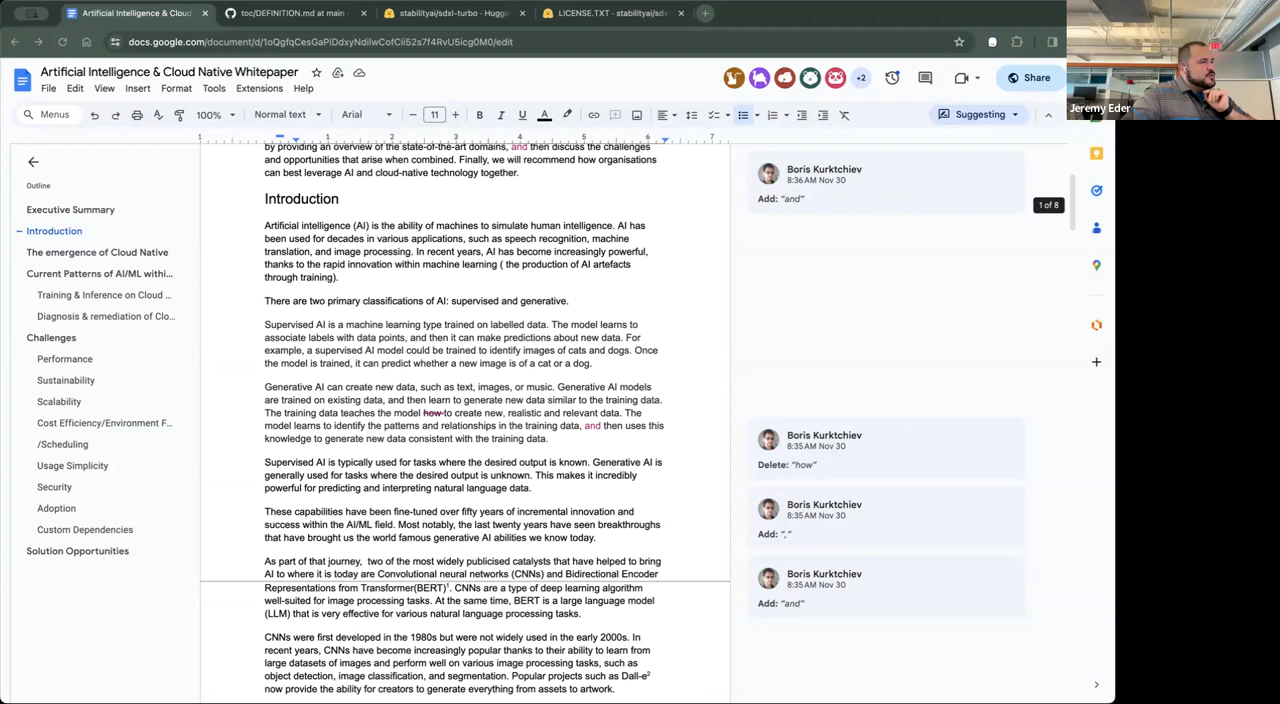 Artificial Intelligence & Cloud
toc/DEFINITION.md at main
stabilityai/sdxl-turbo · Hugg
LICENSE.TXT · stabilityai/sdx
docs.google.com/document/d/1oQgfqCesGaPiDdxyNdilwCofCii52s7f4RvU5icg0M0/edit
Jeremy Eder
Artificial Intelligence & Cloud Native Whitepaper
File Edit View Insert Format Tools Extensions Help
+2
Share
Menus
100%
Normal text
Arial
11
B I U A
Suggesting
1 1 2 3 4 5 6 7
Outline
Executive Summary
Introduction
The emergence of Cloud Native
Current Patterns of AI/ML withi...
Training & Inference on Cloud ...
Diagnosis & remediation of Clo...
Challenges
Performance
Sustainability
Scalability
Cost Efficiency/Environment F...
/Scheduling
Usage Simplicity
Security
Adoption
Custom Dependencies
Solution Opportunities
by providing an overview of the state-of-the-art domains, and then discuss the challenges
and opportunities that arise when combined. Finally, we will recommend how organisations
can best leverage AI and cloud-native technology together.
Introduction
Artificial intelligence (AI) is the ability of machines to simulate human intelligence. AI has
been used for decades in various applications, such as speech recognition, machine
translation, and image processing. In recent years, AI has become increasingly powerful,
thanks to the rapid innovation within machine learning ( the production of AI artefacts
through training).
There are two primary classifications of AI: supervised and generative.
Supervised AI is a machine learning type trained on labelled data. The model learns to
associate labels with data points, and then it can make predictions about new data. For
example, a supervised AI model could be trained to identify images of cats and dogs. Once
the model is trained, it can predict whether a new image is of a cat or a dog.
Generative AI can create new data, such as text, images, or music. Generative AI models
are trained on existing data, and then learn to generate new data similar to the training data.
The training data teaches the model how to create new, realistic and relevant data. The
model learns to identify the patterns and relationships in the training data, and then uses this
knowledge to generate new data consistent with the training data.
Supervised AI is typically used for tasks where the desired output is known. Generative AI is
generally used for tasks where the desired output is unknown. This makes it incredibly
powerful for predicting and interpreting natural language data.
These capabilities have been fine-tuned over fifty years of incremental innovation and
success within the AI/ML field. Most notably, the last twenty years have seen breakthroughs
that have brought us the world famous generative AI abilities we know today.
As part of that journey, two of the most widely publicised catalysts that have helped to bring
AI to where it is today are Convolutional neural networks (CNNs) and Bidirectional Encoder
Representations from Transformer(BERT)¹. CNNs are a type of deep learning algorithm
well-suited for image processing tasks. At the same time, BERT is a large language model
(LLM) that is very effective for various natural language processing tasks.
CNNs were first developed in the 1980s but were not widely used in the early 2000s. In
recent years, CNNs have become increasingly popular thanks to their ability to learn from
large datasets of images and perform well on various image processing tasks, such as
object detection, image classification, and segmentation. Popular projects such as Dall-e²
now provide the ability for creators to generate everything from assets to artwork.
Boris Kurktchiev
8:36 AM Nov 30
Add: “and”
1 of 8
Boris Kurktchiev
8:35 AM Nov 30
Delete: “how”
Boris Kurktchiev
8:35 AM Nov 30
Add: “,”
Boris Kurktchiev
8:35 AM Nov 30
Add: “and”